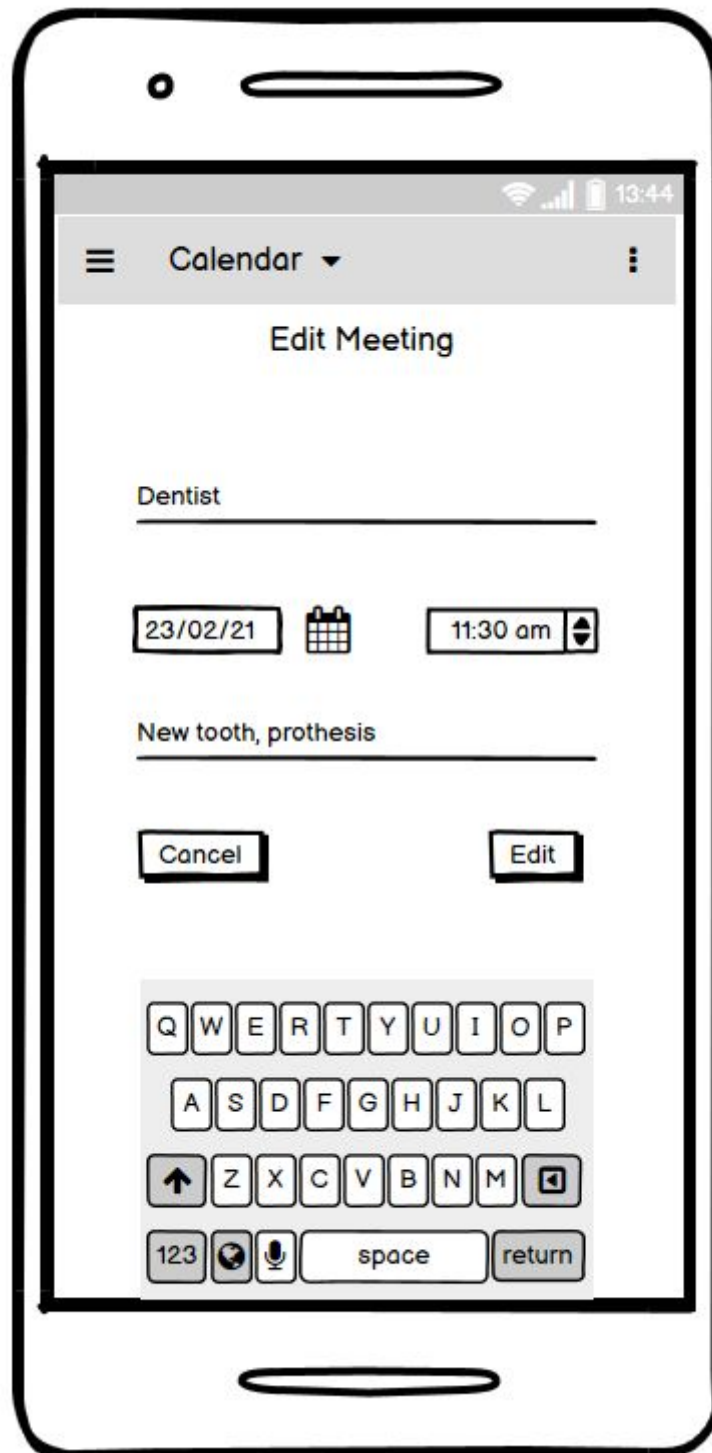 13:44
Calendar
Edit Meeting
Dentist
23/02/21 11:30 am
New tooth, prothesis
Cancel Edit
Q W E R T Y U I O P
A S D F G H J K L
Z X C V B N M
123 space return